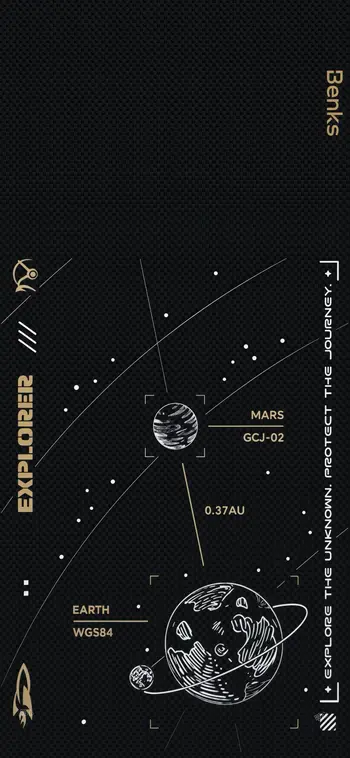 Benks
MARS
GCJ-02
0.37AU
EARTH
WGS84
EXPLORER
EXPLORE THE UNKNOWN. PROTECT THE JOURNEY.